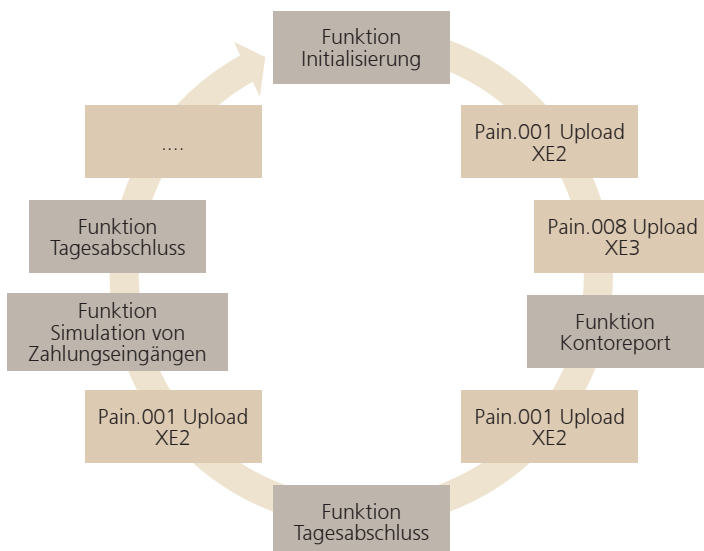 Funktion
Initialisierung
Pain.001 Upload
XE2
Pain.008 Upload
XE3
Funktion
Kontoreport
Pain.001 Upload
XE2
Funktion
Tagesabschluss
Pain.001 Upload
XE2
Funktion
Simulation von
Zahlungseingängen
Funktion
Tagesabschluss
....